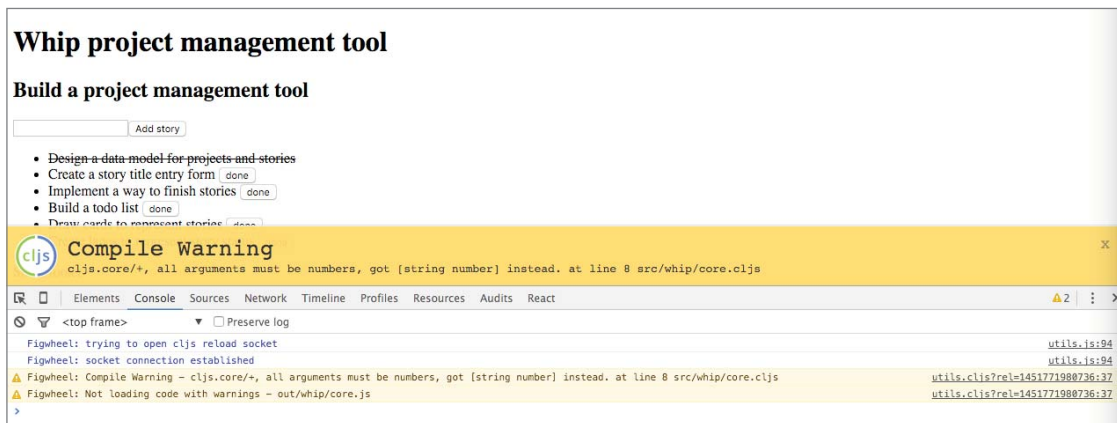 Whip project management tool
Build a project management tool
Add story
Design a data model for projects and stories
Create a story title entry form done
Implement a way to finish stories done
Build a todo list done
Draw cards to represent stories done
cljs Compile Warning x
cljs.core/+, all arguments must be numbers, got [string number] instead. at line 8 src/whip/core.cljs
Elements Console Sources Network Timeline Profiles Resources Audits React 2
<top frame> Preserve log
Figwheel: trying to open cljs reload socket utils.js:94
Figwheel: socket connection established utils.js:94
Figwheel: Compile Warning – cljs.core/+, all arguments must be numbers, got [string number] instead. at line 8 src/whip/core.cljs utils.cljs?rel=1451771980736:37
Figwheel: Not loading code with warnings – out/whip/core.js utils.cljs?rel=1451771980736:37
>